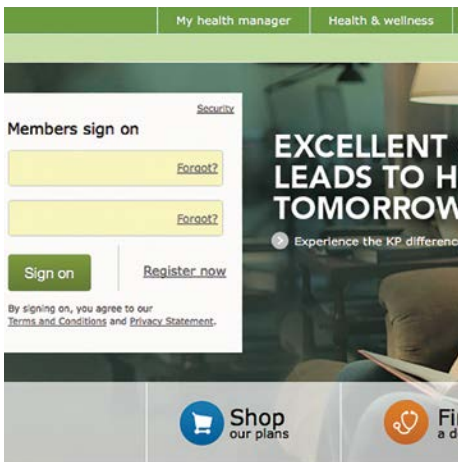 My health manager Health & wellness
Security
Members sign on
Forgot?
Forgot?
Sign on Register now
By signing on, you agree to our
Terms and Conditions and Privacy Statement.
EXCELLENT
LEADS TO H
TOMORROW
Experience the KP differenc
Shop
our plans
Fi
a d